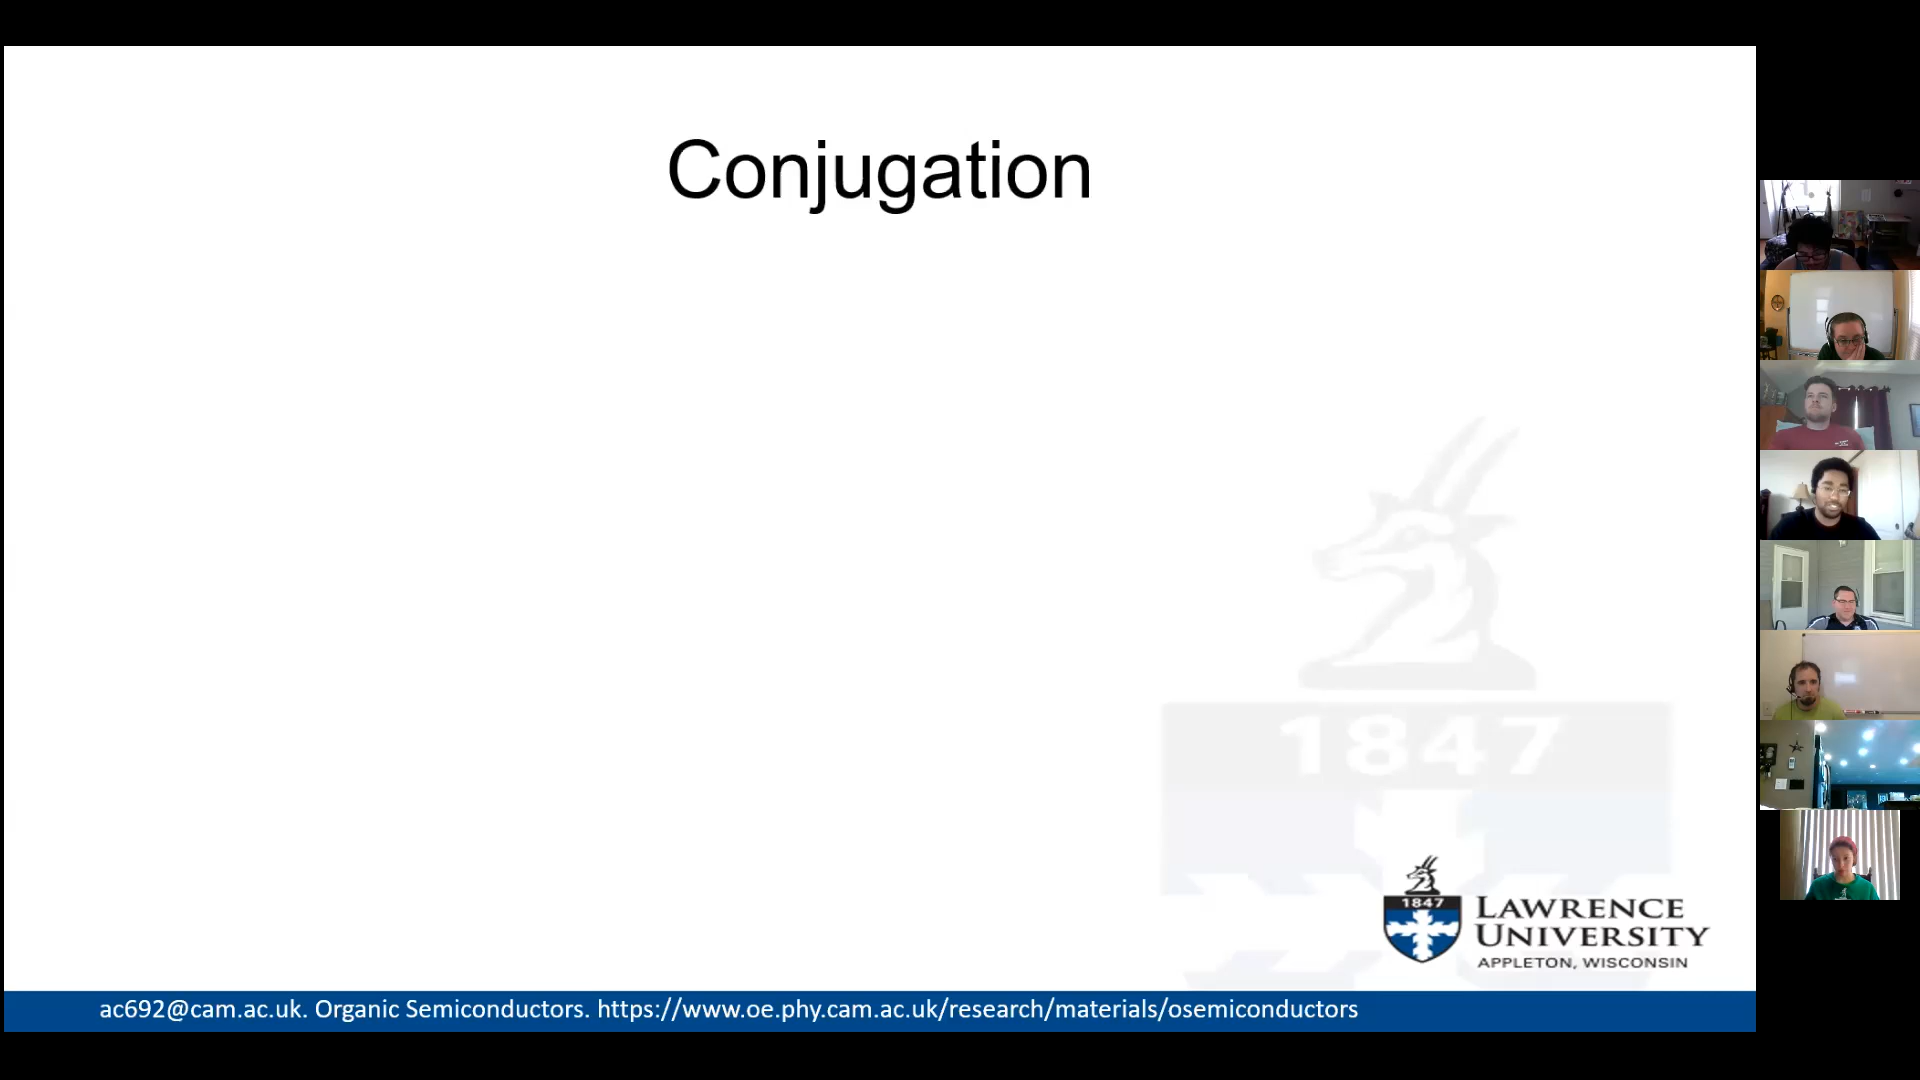 Conjugation
1847
1847
LAWRENCE
UNIVERSITY
APPLETON, WISCONSIN
ac692@cam.ac.uk. Organic Semiconductors. https://www.oe.phy.cam.ac.uk/research/materials/osemiconductors